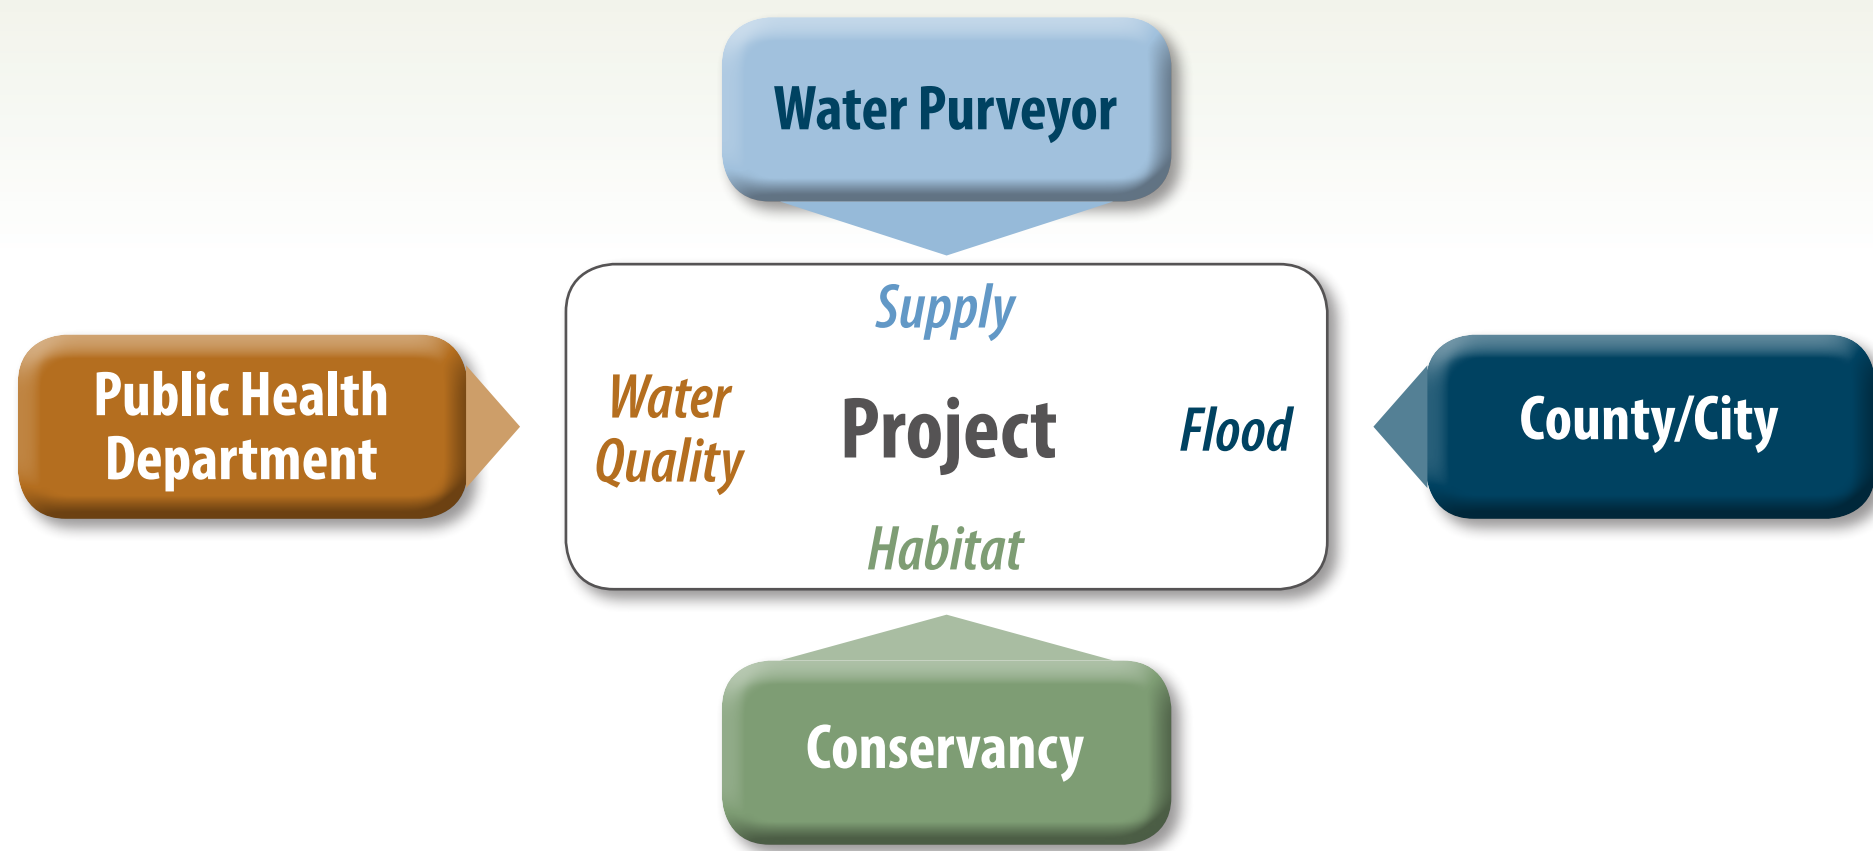 Water Purveyor
Supply
Public Health
Department
Water
Quality
Project
Flood
County/City
Habitat
Conservancy